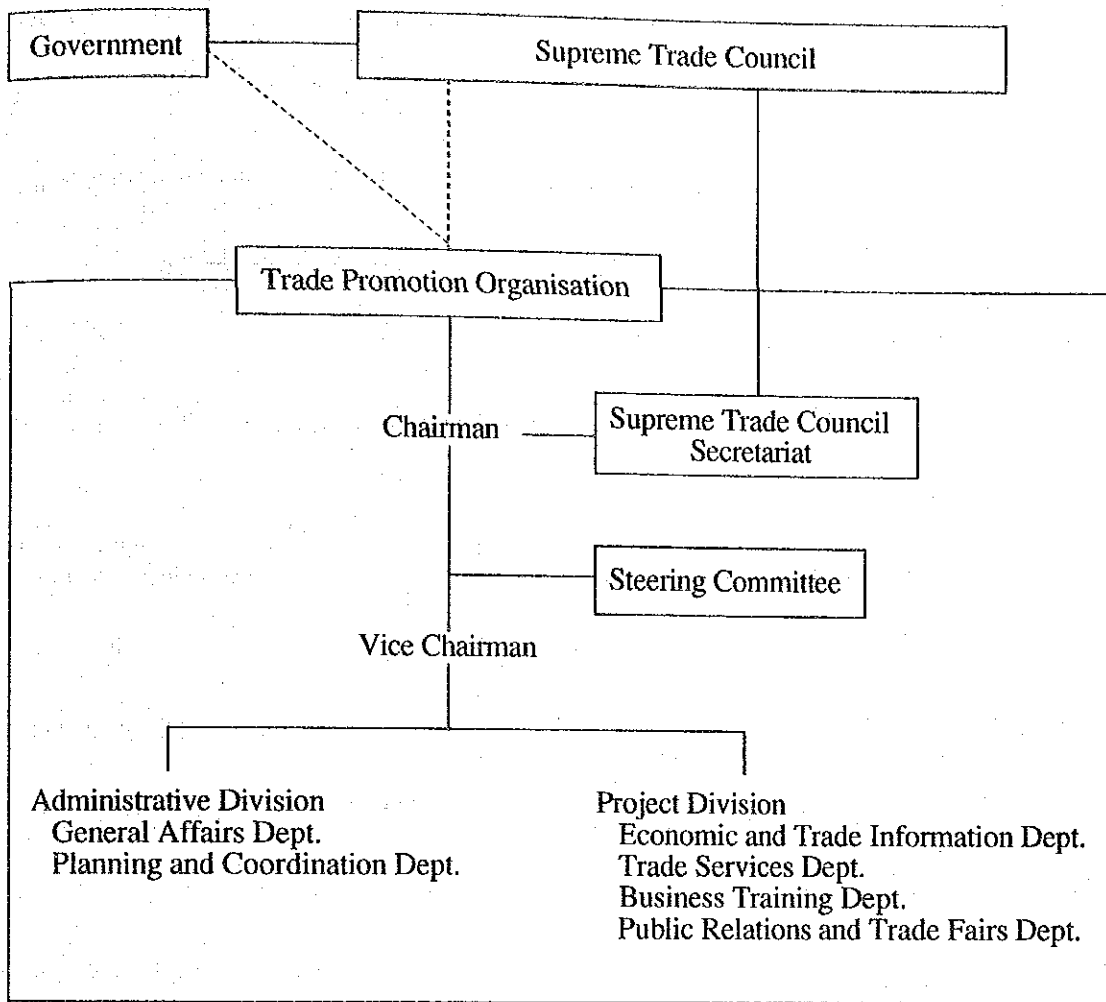 Government
Supreme Trade Council
Trade Promotion Organisation
Chairman
Supreme Trade Council
Secretariat
Steering Committee
Vice Chairman
Administrative Division
General Affairs Dept.
Planning and Coordination Dept.
Project Division
Economic and Trade Information Dept.
Trade Services Dept.
Business Training Dept.
Public Relations and Trade Fairs Dept.